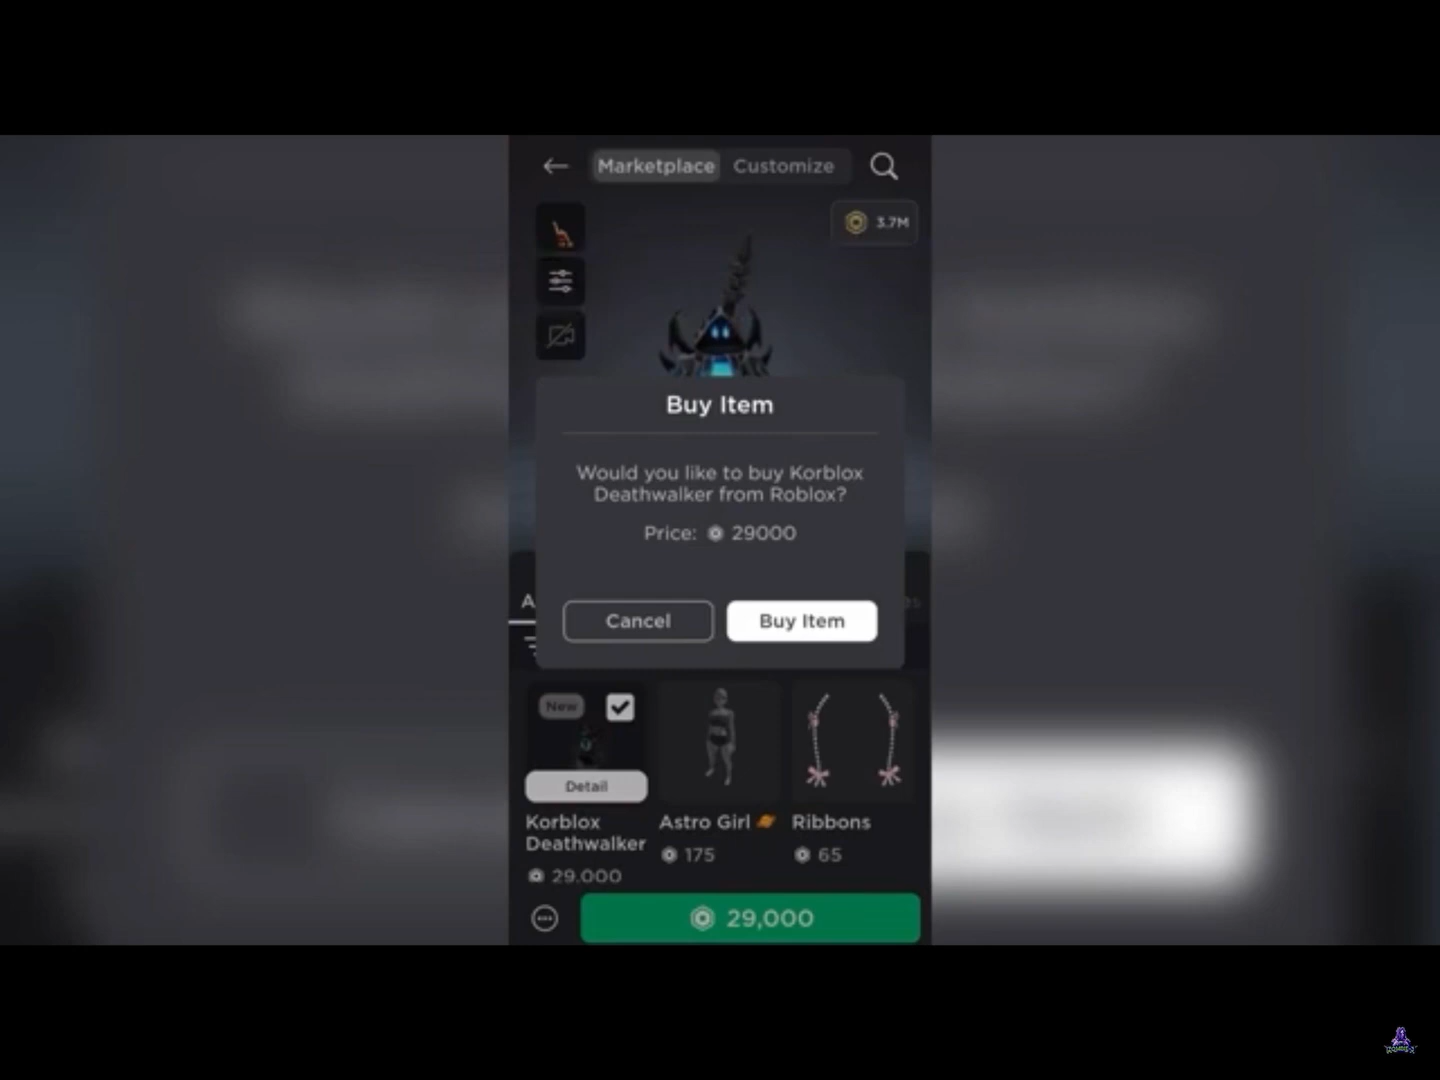 Marketplace Customize
3.7M
Buy Item
Would you like to buy Korblox
Deathwalker from Roblox?
Price: 29000
A
Cancel Buy Item
New
Detail
Korblox
Deathwalker
29,000
Astro Girl
175
Ribbons
65
29,000